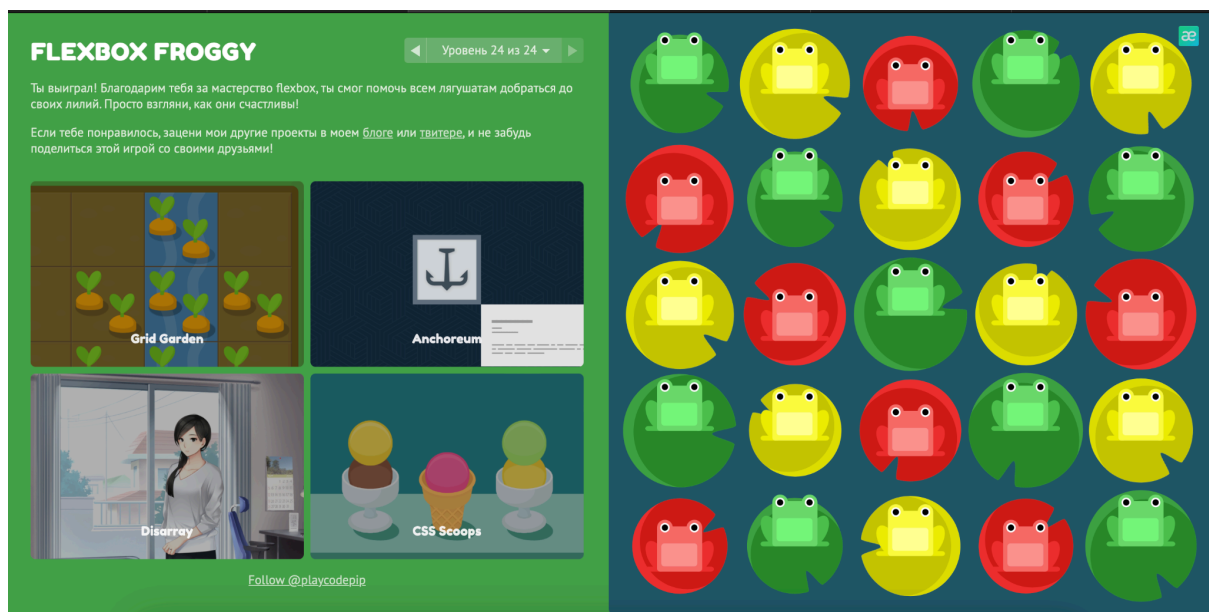 FLEXBOX FROGGY
Уровень 24 из 24
Ты выиграл! Благодарим тебя за мастерство flexbox, ты смог помочь всем лягушатам добраться до
своих лилий. Просто взгляни, как они счастливы!
Если тебе понравилось, зацени мои другие проекты в моем блоге или твитере, и не забудь
поделиться этой игрой со своими друзьями!
Grid Garden
Anchoreum
Disarray
CSS Scoops
Follow @playcodepip
æ